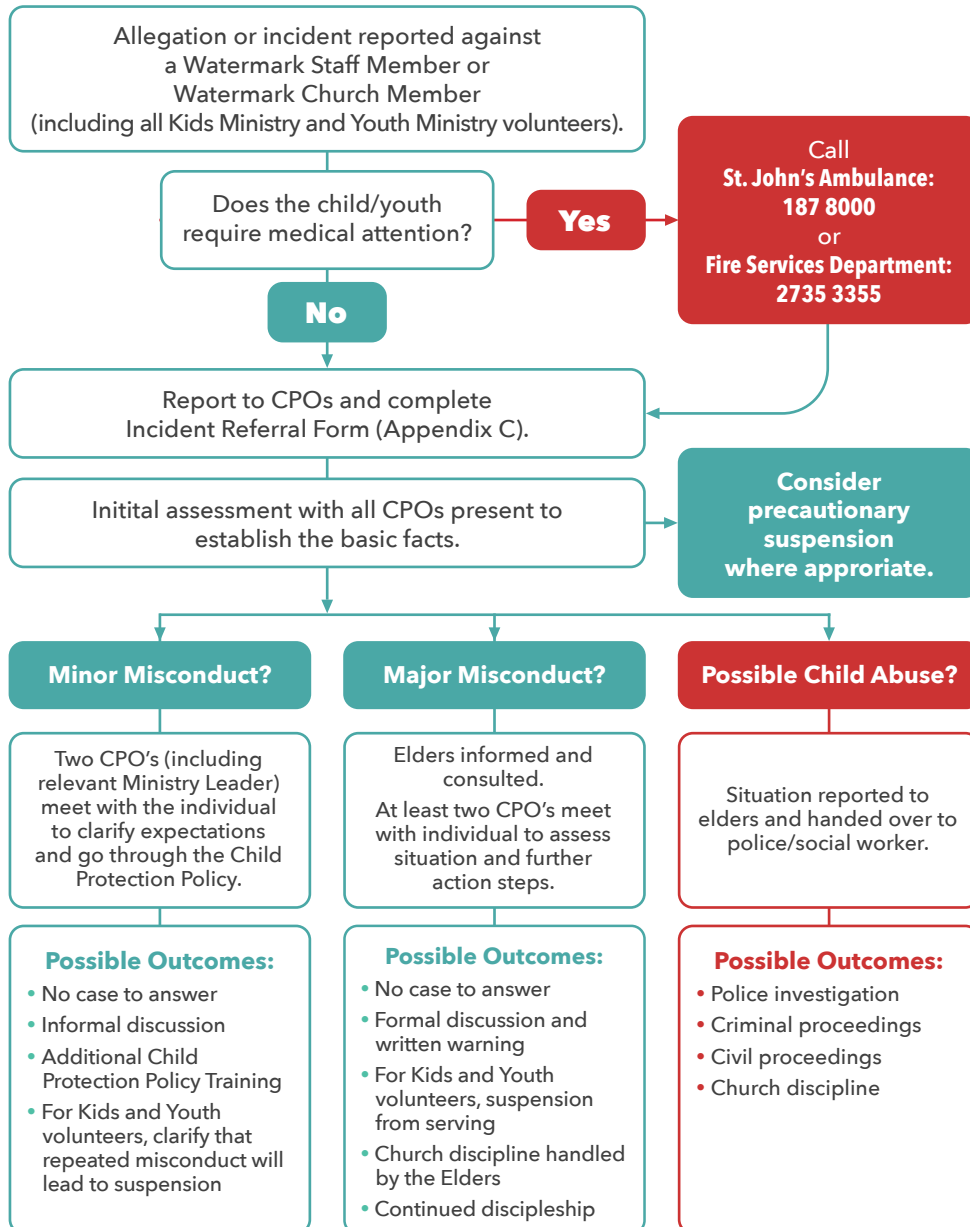 Allegation or incident reported against
a Watermark Staff Member or
Watermark Church Member
(including all Kids Ministry and Youth Ministry volunteers).
Does the child/youth
require medical attention?
Yes
Call
St. John's Ambulance:
187 8000
or
Fire Services Department:
2735 3355
No
Report to CPOs and complete
Incident Referral Form (Appendix C).
Initital assessment with all CPOs present to
establish the basic facts.
Consider
precautionary
suspension
where approriate.
Minor Misconduct?
Two CPO's (including
relevant Ministry Leader)
meet with the individual
to clarify expectations
and go through the Child
Protection Policy.
Possible Outcomes:
• No case to answer
• Informal discussion
• Additional Child
Protection Policy Training
• For Kids and Youth
volunteers, clarify that
repeated misconduct will
lead to suspension
Major Misconduct?
Elders informed and
consulted.
At least two CPO's meet
with individual to assess
situation and further
action steps.
Possible Outcomes:
• No case to answer
• Formal discussion and
written warning
• For Kids and Youth
volunteers, suspension
from serving
• Church discipline handled
by the Elders
• Continued discipleship
Possible Child Abuse?
Situation reported to
elders and handed over to
police/social worker.
Possible Outcomes:
• Police investigation
• Criminal proceedings
• Civil proceedings
• Church discipline